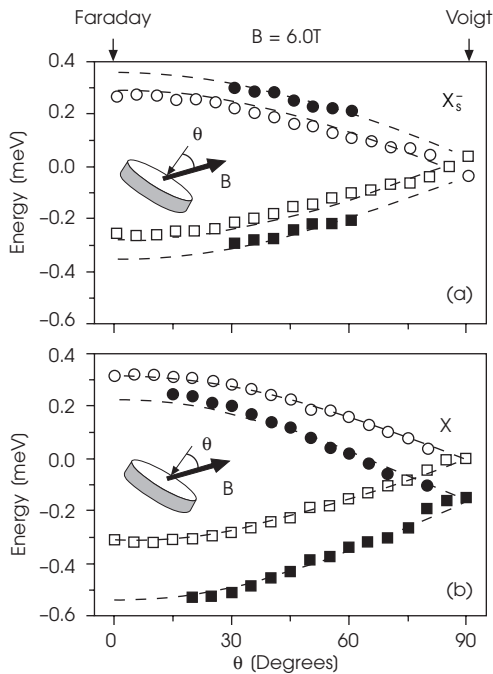 Faraday
Voigt
B = 6.0T
0.4
0.2
0.0
−0.2
−0.4
−0.6
Energy (meV)
θ
B
X⁻ₛ
(a)
0.4
0.2
0.0
−0.2
−0.4
−0.6
Energy (meV)
θ
B
X
(b)
0
30
60
90
θ [Degrees]